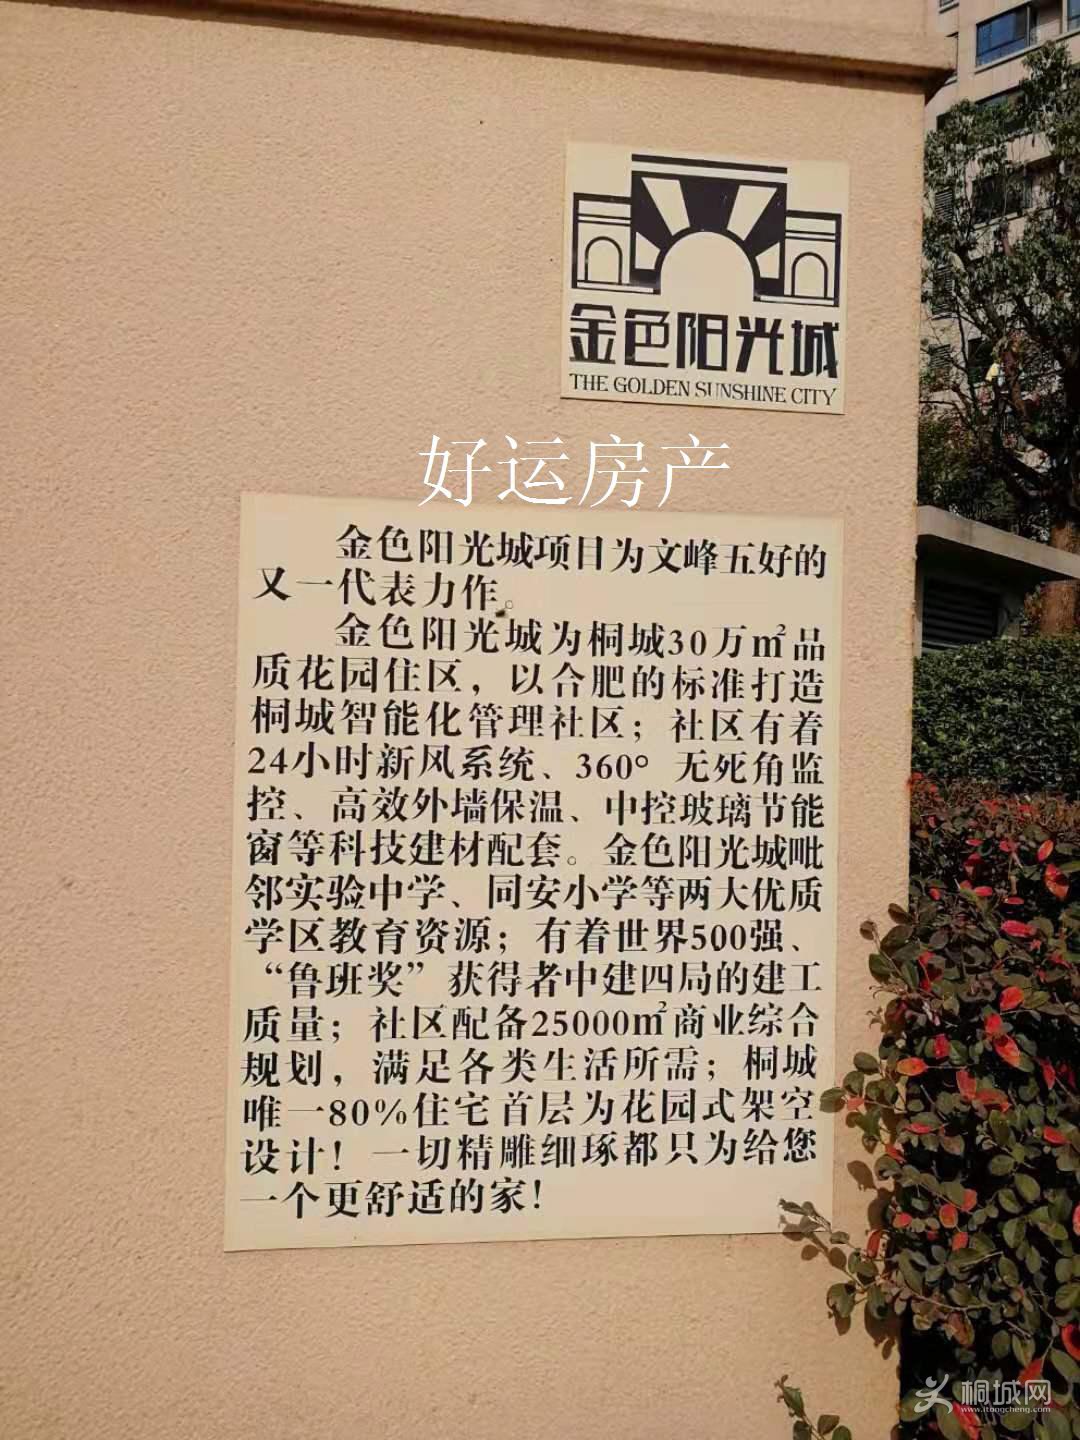 金色阳光城
THE GOLDEN SUNSHINE CITY
好运房产
金色阳光城项目为文峰五好的
又一代表力作。
金色阳光城为桐城30万㎡品
质花园住区，以合肥的标准打造
桐城智能化管理社区；社区有着
24小时新风系统、360°无死角监
控、高效外墙保温、中控玻璃节能
窗等科技建材配套。金色阳光城毗
邻实验中学、同安小学等两大优质
学区教育资源；有着世界500强、
“鲁班奖”获得者中建四局的建工
质量；社区配备25000㎡商业综合
规划，满足各类生活所需；桐城
唯一80%住宅首层为花园式架空
设计！一切精雕细琢都只为给您
一个更舒适的家！
桐城网
www.itongcheng.com